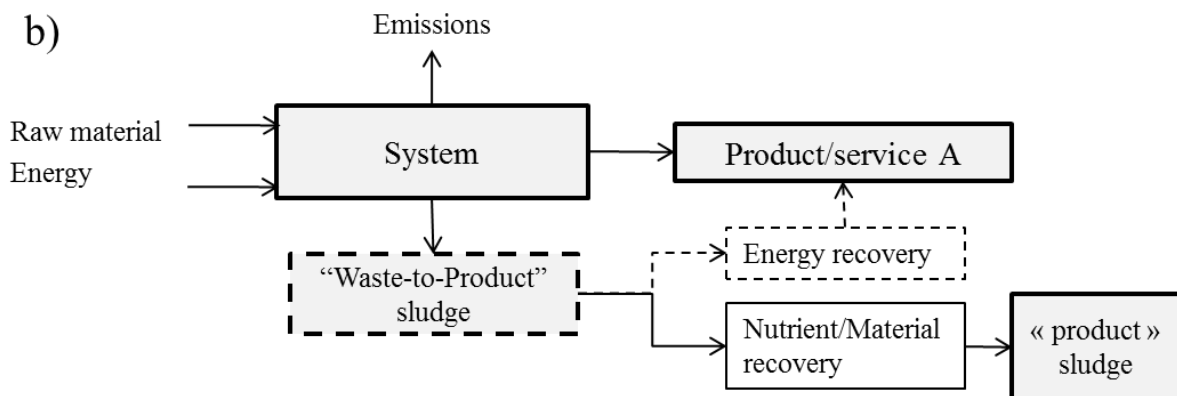 b)
Emissions
Raw material
Energy
System
Product/service A
“Waste-to-Product”
sludge
Energy recovery
Nutrient/Material
recovery
« product »
sludge